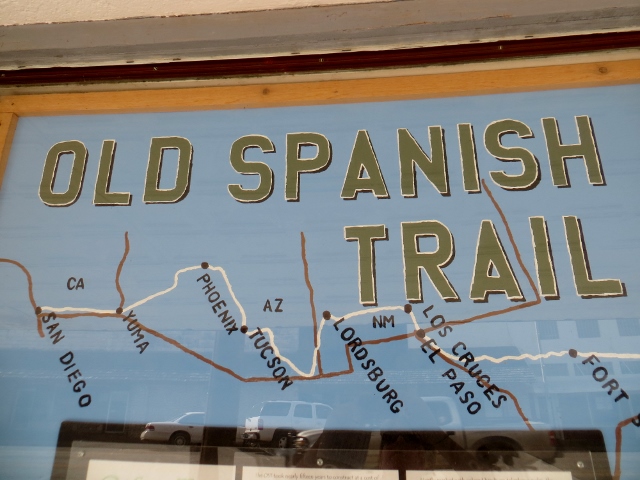 OLD SPANISH
TRAIL
CA
AZ
NM
SAN DIEGO
YUMA
PHOENIX
TUCSON
LORDSBURG
LOS CRUCES
EL PASO
FORT